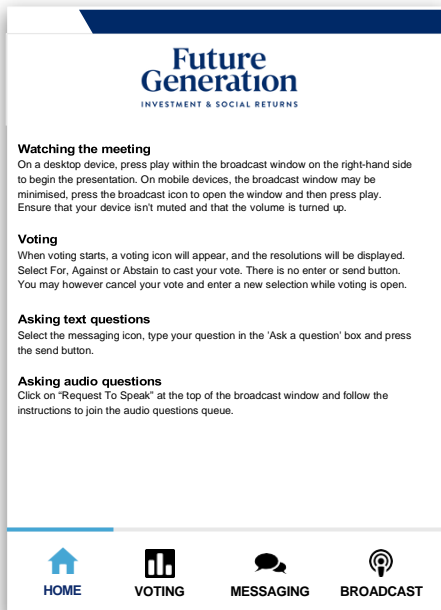 Future
Generation
INVESTMENT & SOCIAL RETURNS
Watching the meeting
On a desktop device, press play within the broadcast window on the right-hand side
to begin the presentation. On mobile devices, the broadcast window may be
minimised, press the broadcast icon to open the window and then press play.
Ensure that your device isn't muted and that the volume is turned up.
Voting
When voting starts, a voting icon will appear, and the resolutions will be displayed.
Select For, Against or Abstain to cast your vote. There is no enter or send button.
You may however cancel your vote and enter a new selection while voting is open.
Asking text questions
Select the messaging icon, type your question in the 'Ask a question' box and press
the send button.
Asking audio questions
Click on “Request To Speak” at the top of the broadcast window and follow the
instructions to join the audio questions queue.
HOME VOTING MESSAGING BROADCAST